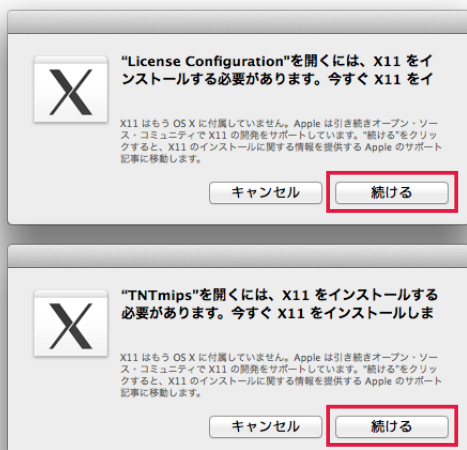 “License Configuration”を開くには、X11 をイ
ンストールする必要があります。今すぐ X11 をイ
X11 はもう OS X に付属していません。Apple は引き続きオープン・ソー
ス・コミュニティで X11 の開発をサポートしています。“続ける”をクリッ
クすると、X11 のインストールに関する情報を提供する Apple のサポート
記事に移動します。
キャンセル 続ける
“TNTmips”を開くには、X11 をインストールする
必要があります。今すぐ X11 をインストールしま
X11 はもう OS X に付属していません。Apple は引き続きオープン・ソー
ス・コミュニティで X11 の開発をサポートしています。“続ける”をクリッ
クすると、X11 のインストールに関する情報を提供する Apple のサポート
記事に移動します。
キャンセル 続ける